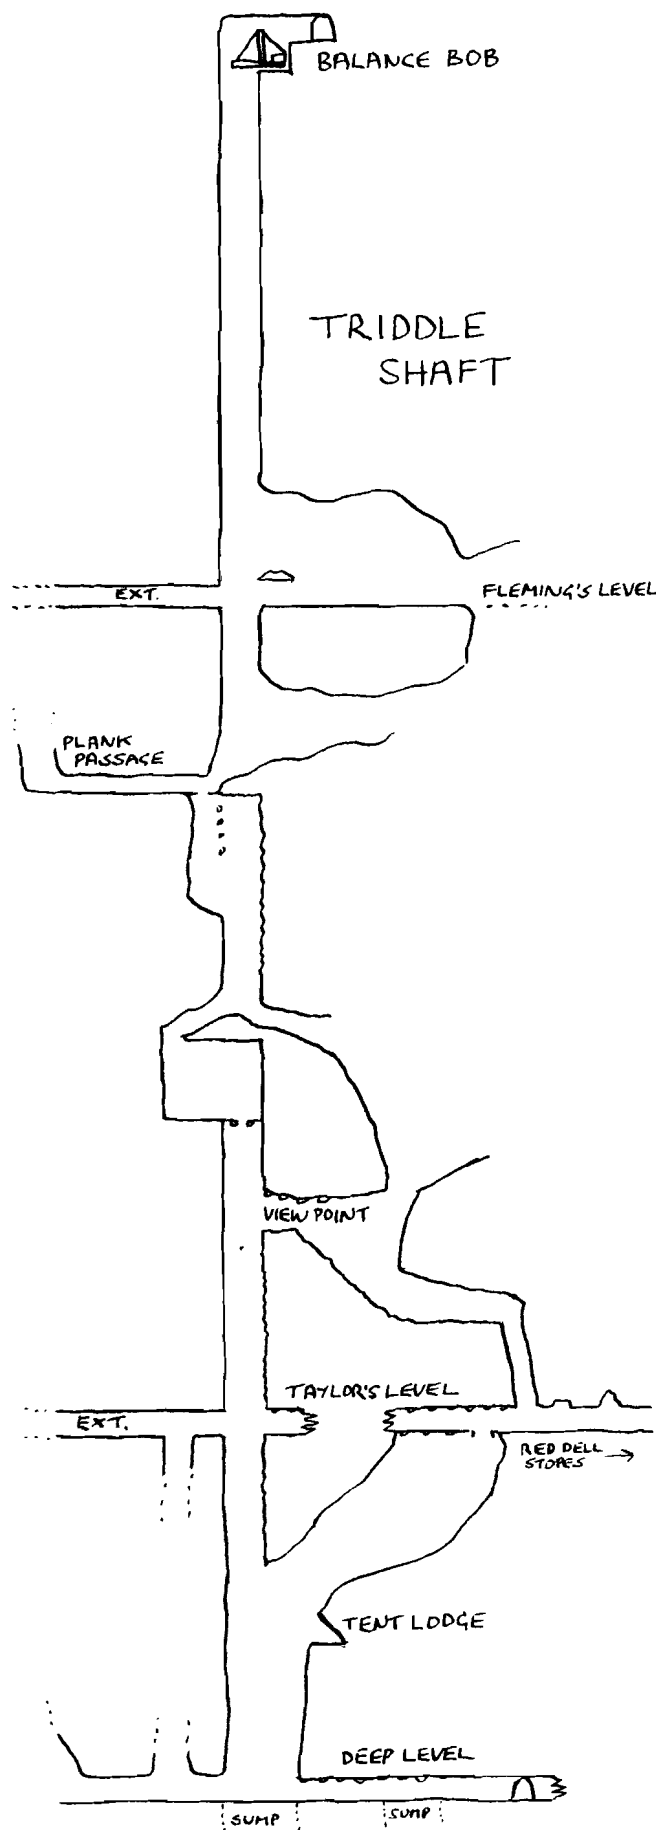 BALANCE BOB
TRIDDLE
SHAFT
EXT.
FLEMING'S LEVEL
PLANK
PASSAGE
VIEW POINT
TAYLOR'S LEVEL
EXT.
RED DELL
STOPES
TENT LODGE
DEEP LEVEL
SUMP
SUMP